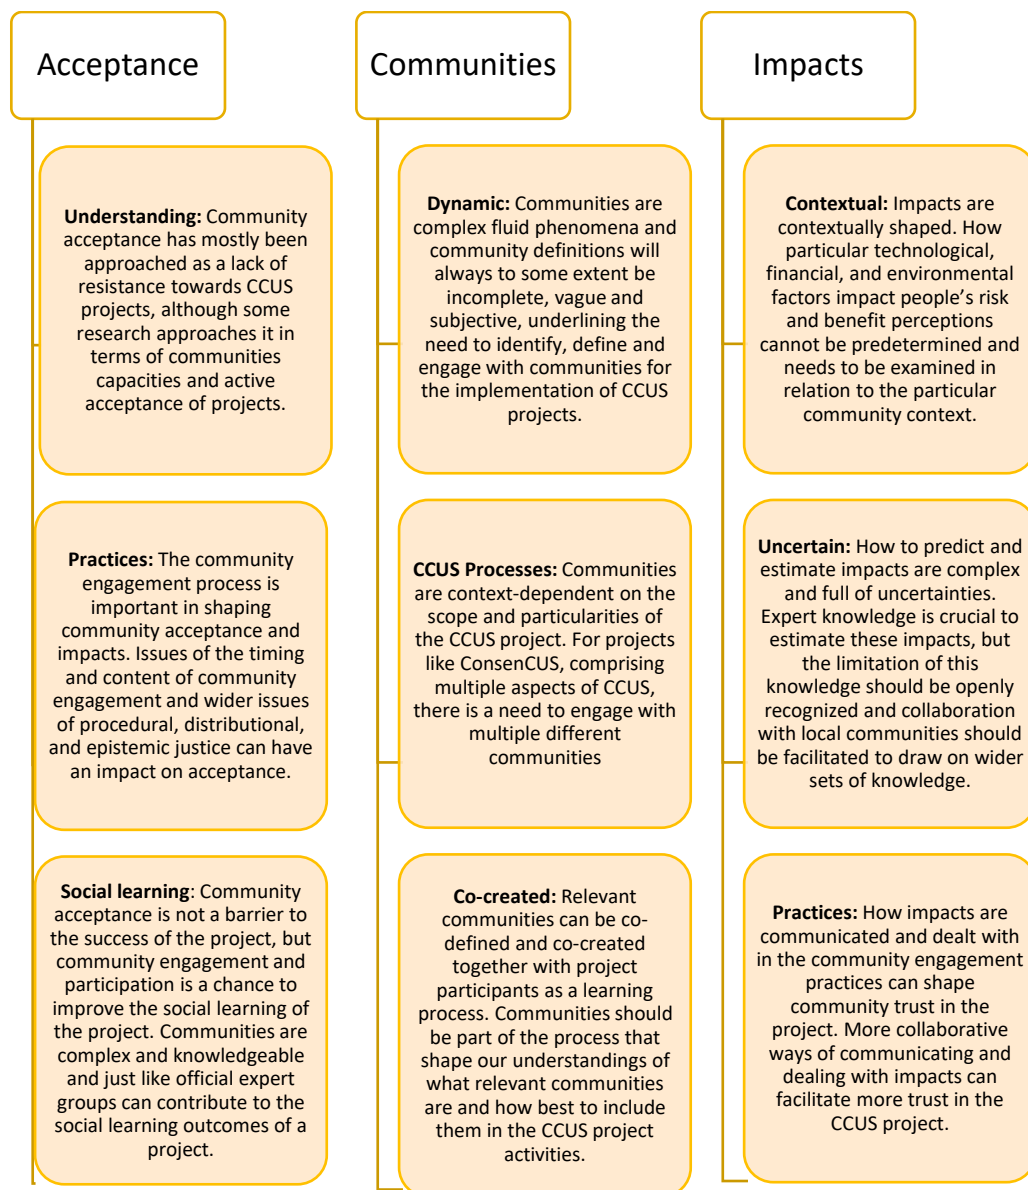 Acceptance
Understanding: Community
acceptance has mostly been
approached as a lack of
resistance towards CCUS
projects, although some
research approaches it in
terms of communities
capacities and active
acceptance of projects.
Practices: The community
engagement process is
important in shaping
community acceptance and
impacts. Issues of the timing
and content of community
engagement and wider issues
of procedural, distributional,
and epistemic justice can have
an impact on acceptance.
Social learning: Community
acceptance is not a barrier to
the success of the project, but
community engagement and
participation is a chance to
improve the social learning of
the project. Communities are
complex and knowledgeable
and just like official expert
groups can contribute to the
social learning outcomes of a
project.
Communities
Dynamic: Communities are
complex fluid phenomena and
community definitions will
always to some extent be
incomplete, vague and
subjective, underlining the
need to identify, define and
engage with communities for
the implementation of CCUS
projects.
CCUS Processes: Communities
are context-dependent on the
scope and particularities of
the CCUS project. For projects
like ConsenCUS, comprising
multiple aspects of CCUS,
there is a need to engage with
multiple different
communities
Co-created: Relevant
communities can be co-
defined and co-created
together with project
participants as a learning
process. Communities should
be part of the process that
shape our understandings of
what relevant communities
are and how best to include
them in the CCUS project
activities.
Impacts
Contextual: Impacts are
contextually shaped. How
particular technological,
financial, and environmental
factors impact people’s risk
and benefit perceptions
cannot be predetermined and
needs to be examined in
relation to the particular
community context.
Uncertain: How to predict and
estimate impacts are complex
and full of uncertainties.
Expert knowledge is crucial to
estimate these impacts, but
the limitation of this
knowledge should be openly
recognized and collaboration
with local communities should
be facilitated to draw on wider
sets of knowledge.
Practices: How impacts are
communicated and dealt with
in the community engagement
practices can shape
community trust in the
project. More collaborative
ways of communicating and
dealing with impacts can
facilitate more trust in the
CCUS project.